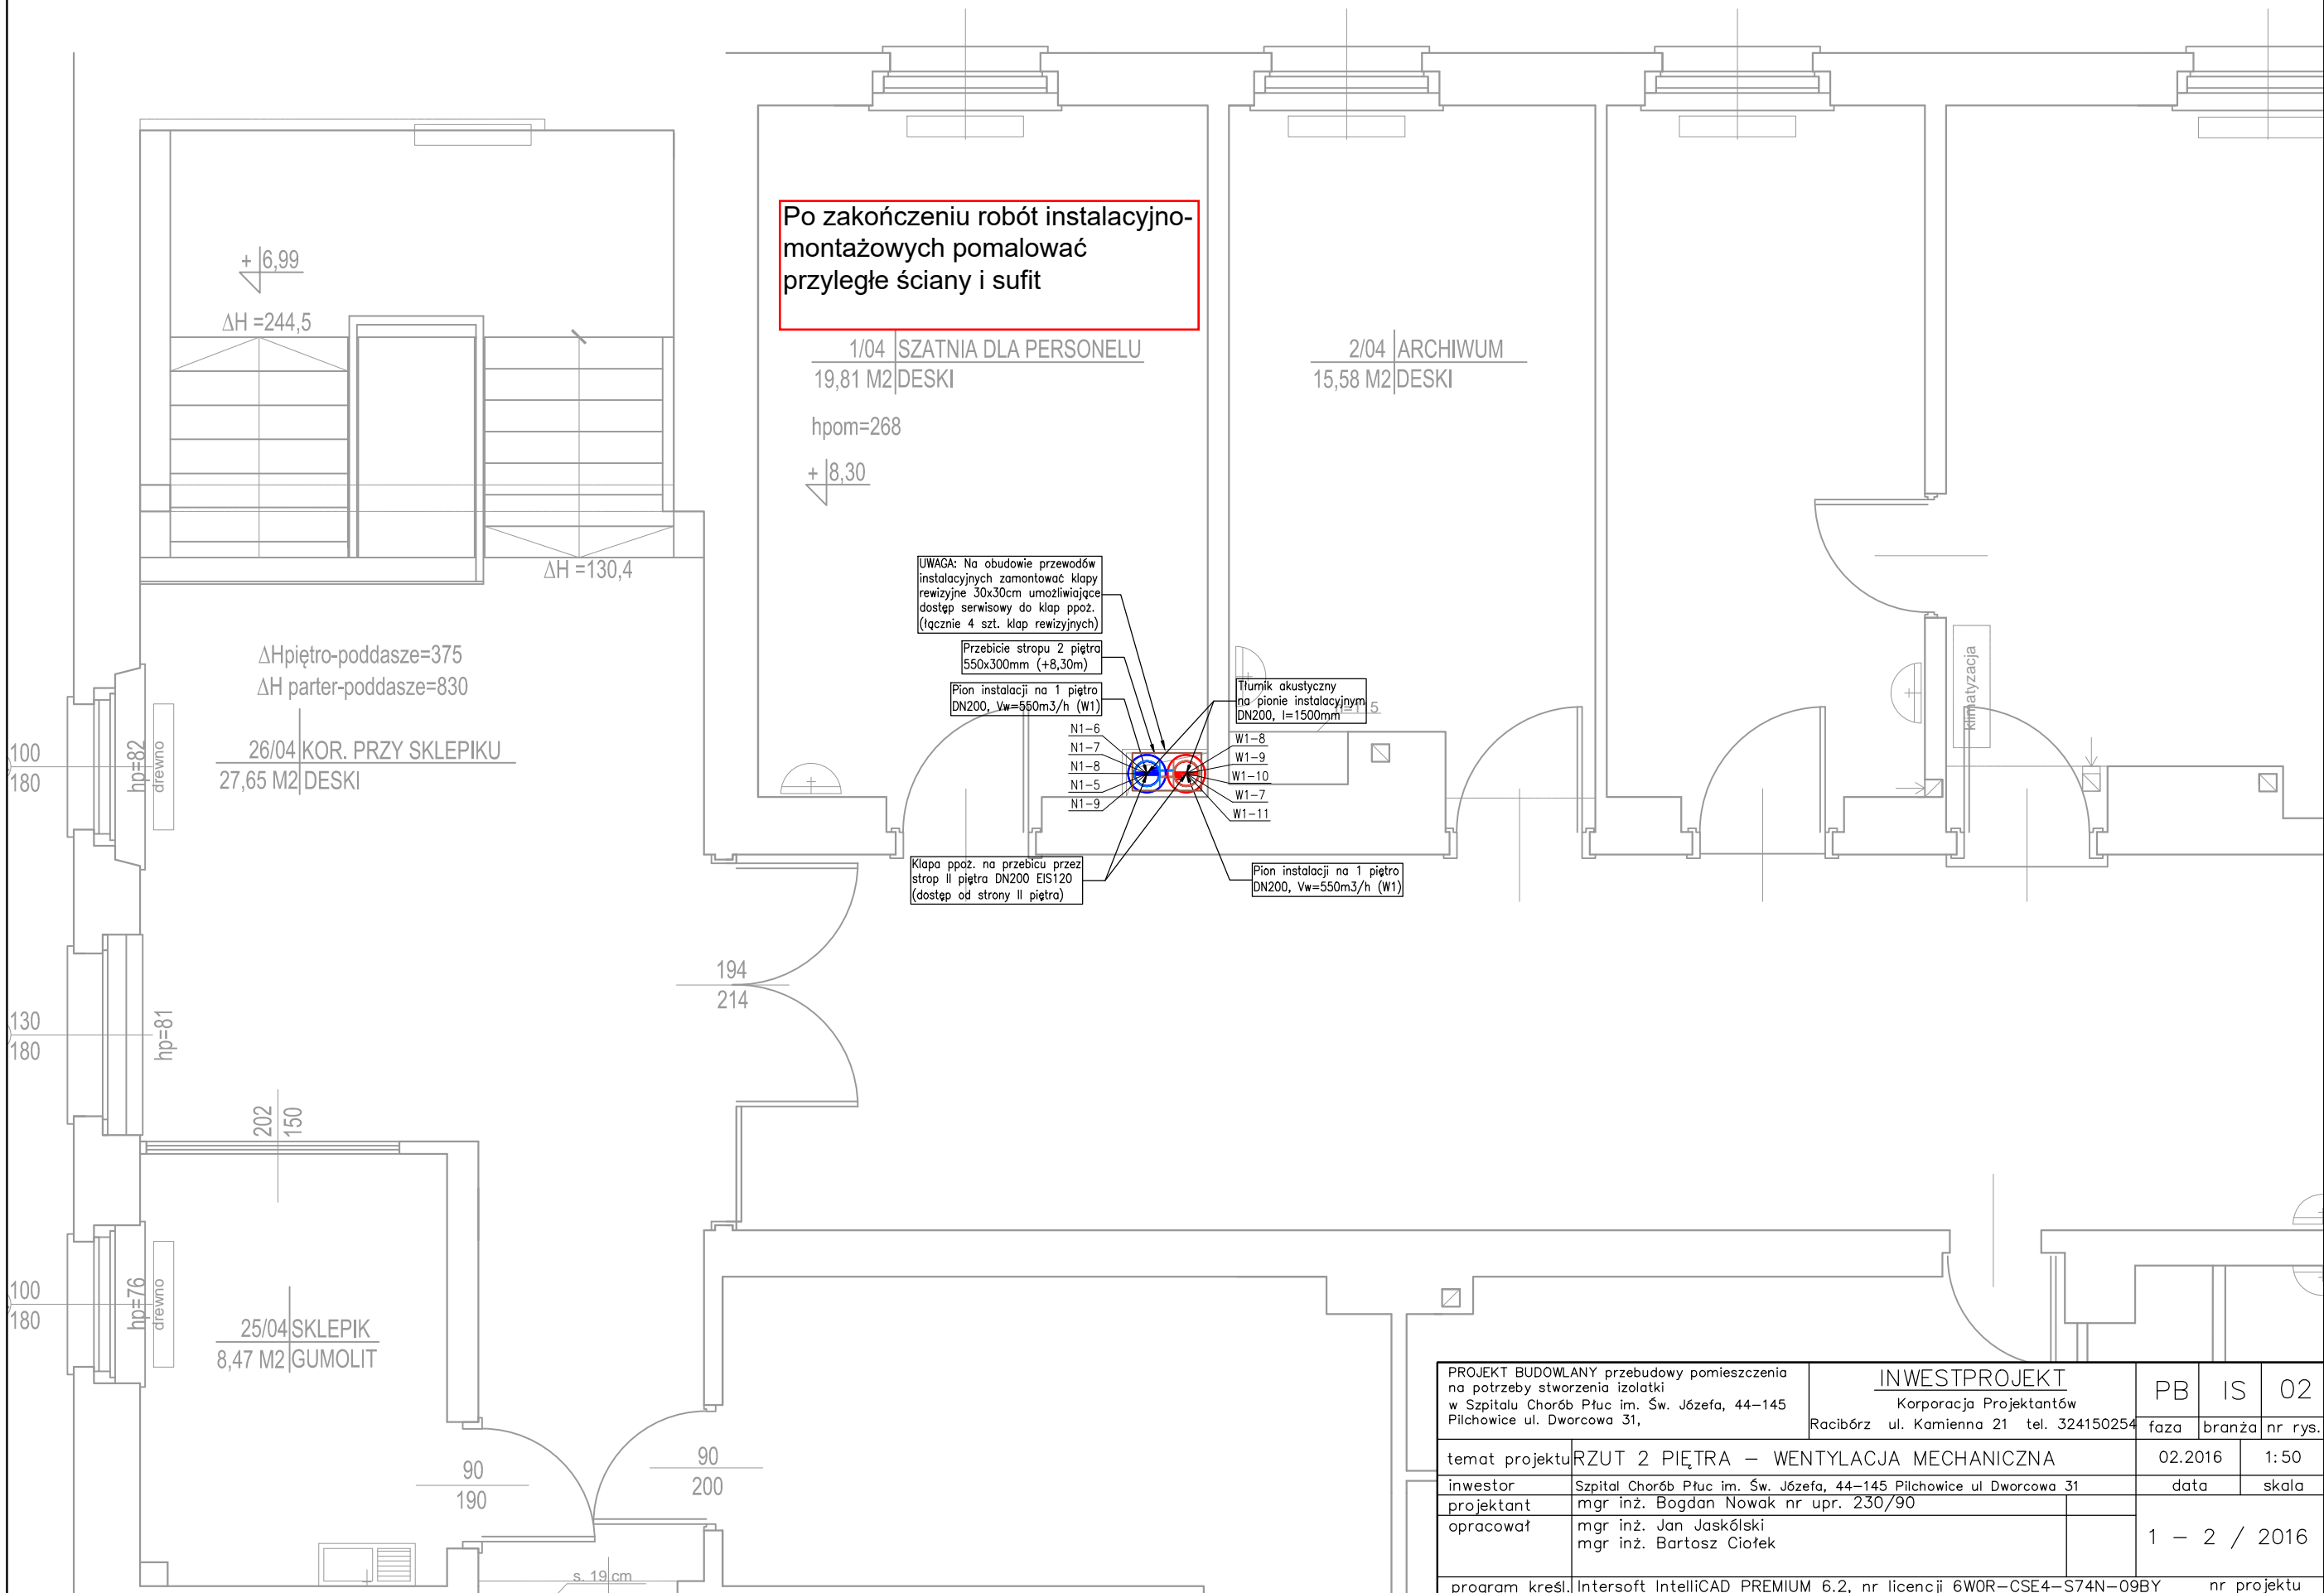 Po zakończeniu robót instalacyjno-
montażowych pomalować
przyległe ściany i sufit
+ 6,99
ΔH =244,5
ΔH =130,4
1/04 SZATNIA DLA PERSONELU
19,81 M2 DESKI
hpom=268
+ 8,30
2/04 ARCHIWUM
15,58 M2 DESKI
UWAGA: Na obudowie przewodów
instalacyjnych zamontować klapy
rewizyjne 30x30cm umożliwiające
dostęp serwisowy do klap ppoż.
(łącznie 4 szt. klap rewizyjnych)
Przebicie stropu 2 piętra
550x300mm (+8,30m)
Pion instalacji na 1 piętro
DN200, Vw=550m3/h (W1)
Tłumik akustyczny
na pionie instalacyjnym
DN200, l=1500mm
N1-6
N1-7
N1-8
N1-5
N1-9
W1-8
W1-9
W1-10
W1-7
W1-11
Klapa ppoż. na przebicu przez
strop II piętra DN200 EIS120
(dostęp od strony II piętra)
Pion instalacji na 1 piętro
DN200, Vw=550m3/h (W1)
klimatyzacja
ΔHpiętro-poddasze=375
ΔH parter-poddasze=830
26/04 KOR. PRZY SKLEPIKU
27,65 M2 DESKI
100
180
hp=82
drewno
194
214
130
180
hp=81
202
150
100
180
hp=76
drewno
25/04 SKLEPIK
8,47 M2 GUMOLIT
90
190
90
200
s. 19 cm
PROJEKT BUDOWLANY przebudowy pomieszczenia
na potrzeby stworzenia izolatki
w Szpitalu Chorób Płuc im. Św. Józefa, 44-145
Pilchowice ul. Dworcowa 31,
INWESTPROJEKT
Korporacja Projektantów
Racibórz ul. Kamienna 21 tel. 324150254
PB IS 02
faza branża nr rys.
temat projektu RZUT 2 PIĘTRA - WENTYLACJA MECHANICZNA
02.2016 1:50
inwestor Szpital Chorób Płuc im. Św. Józefa, 44-145 Pilchowice ul Dworcowa 31
data skala
projektant mgr inż. Bogdan Nowak nr upr. 230/90
opracował mgr inż. Jan Jaskólski
mgr inż. Bartosz Ciołek
1 - 2 / 2016
program kreśl. Intersoft IntelliCAD PREMIUM 6.2, nr licencji 6W0R-CSE4-S74N-09BY nr projektu